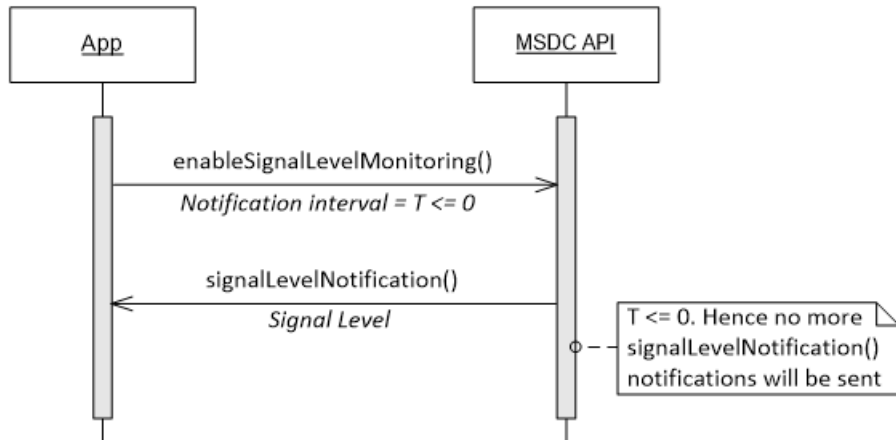 App
MSDC API
enableSignalLevelMonitoring()
Notification interval = T <= 0
signalLevelNotification()
Signal Level
T <= 0. Hence no more
signalLevelNotification()
notifications will be sent